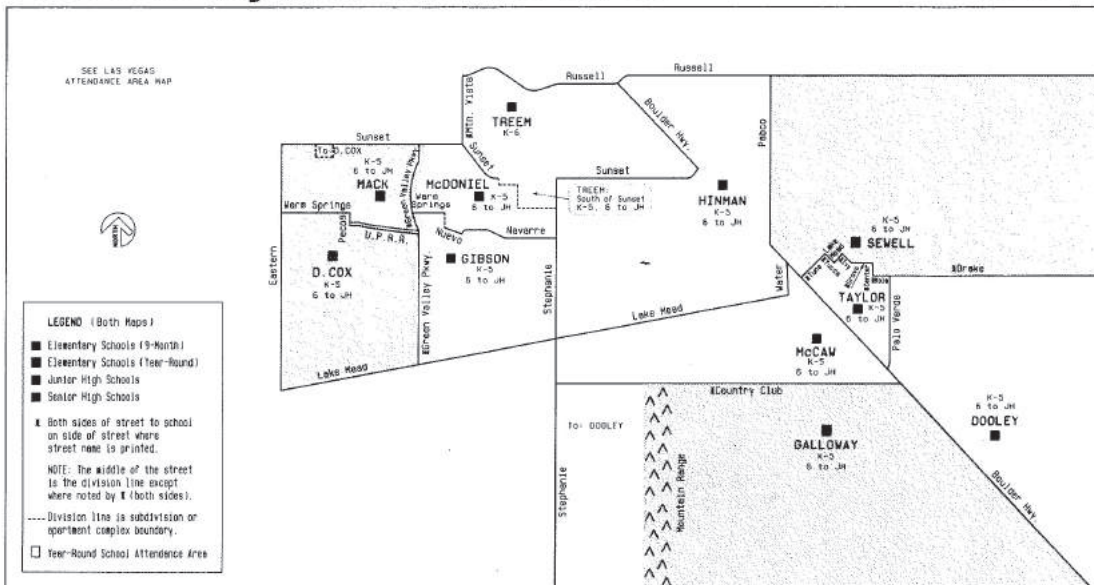 SEE LAS VEGAS
ATTENDANCE AREA MAP
Russell
Russell
Mtn. Vista
TREEM
K-6
Boulder Hwy.
Pabco
Sunset
To D.COX
K-5
6 to JH
MACK
Green Valley Pkwy.
Sunset
McDONIEL
K-5
6 to JH
Sunset
TREEM:
South of Sunset
K-5, 6 to JH
HINMAN
K-5
6 to JH
Warm Springs
Warm
Springs
Pecos
U.P.R.R.
Nuevo
Navarre
K-5
6 to JH
SEWELL
Eastern
D.COX
K-5
6 to JH
Green Valley Pkwy.
GIBSON
K-5
6 to JH
Stephanie
Water
Drake
TAYLOR
K-5
6 to JH
Palo Verde
Lake Mead
Lake Mead
McCAW
K-5
6 to JH
Country Club
To: DOOLEY
GALLOWAY
K-5
6 to JH
K-5
6 to JH
DOOLEY
Stephanie
Mountain Range
Boulder Hwy.
LEGEND (Both Maps)
Elementary Schools (9-Month)
Elementary Schools (Year-Round)
Junior High Schools
Senior High Schools
Both sides of street to school
on side of street where
street name is printed.
NOTE: The middle of the street
is the division line except
where noted by (both sides).
Division line is subdivision or
apartment complex boundary.
Year-Round School Attendance Area